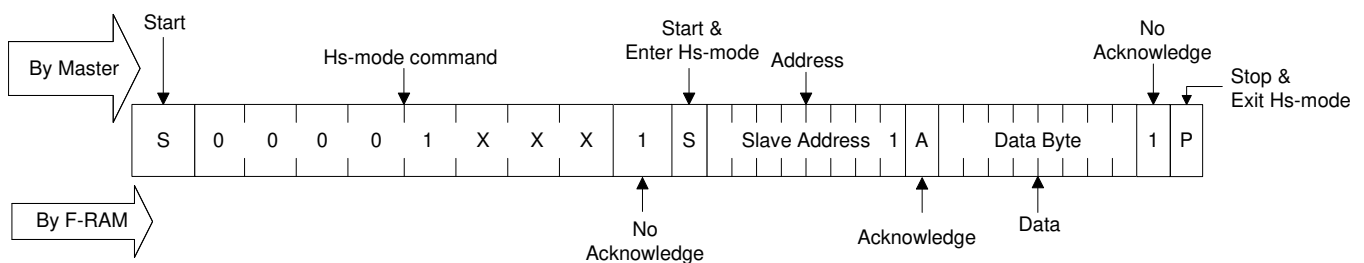 Start
By Master
Hs-mode command
Start &
Enter Hs-mode
Address
No
Acknowledge
Stop &
Exit Hs-mode
S 0 0 0 0 1 X X X 1 S Slave Address 1 A Data Byte 1 P
By F-RAM
No
Acknowledge
Acknowledge
Data